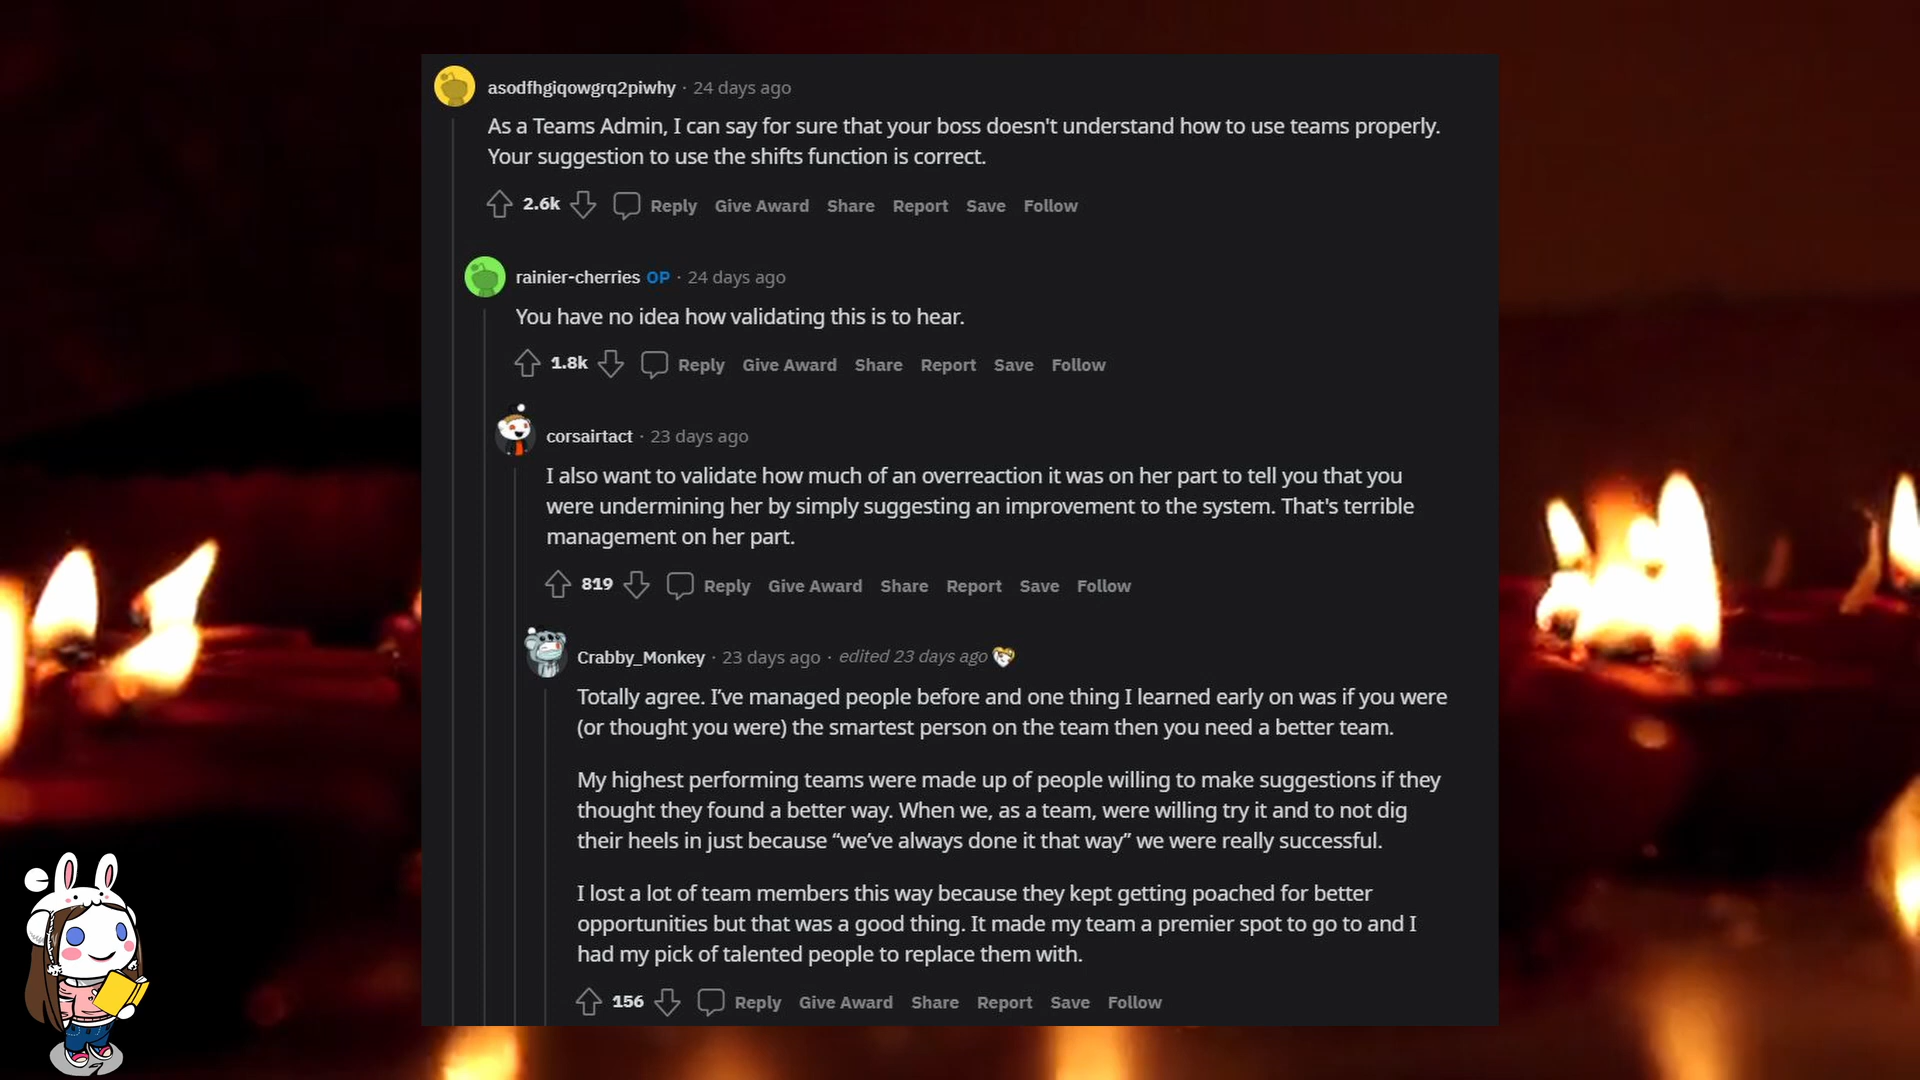 asodfhgiqowgrq2piwhy · 24 days ago
As a Teams Admin, I can say for sure that your boss doesn't understand how to use teams properly.
Your suggestion to use the shifts function is correct.
2.6k Reply Give Award Share Report Save Follow
rainier-cherries OP · 24 days ago
You have no idea how validating this is to hear.
1.8k Reply Give Award Share Report Save Follow
corsairtact · 23 days ago
I also want to validate how much of an overreaction it was on her part to tell you that you
were undermining her by simply suggesting an improvement to the system. That's terrible
management on her part.
819 Reply Give Award Share Report Save Follow
Crabby_Monkey · 23 days ago · edited 23 days ago
Totally agree. I’ve managed people before and one thing I learned early on was if you were
(or thought you were) the smartest person on the team then you need a better team.
My highest performing teams were made up of people willing to make suggestions if they
thought they found a better way. When we, as a team, were willing try it and to not dig
their heels in just because “we’ve always done it that way” we were really successful.
I lost a lot of team members this way because they kept getting poached for better
opportunities but that was a good thing. It made my team a premier spot to go to and I
had my pick of talented people to replace them with.
156 Reply Give Award Share Report Save Follow